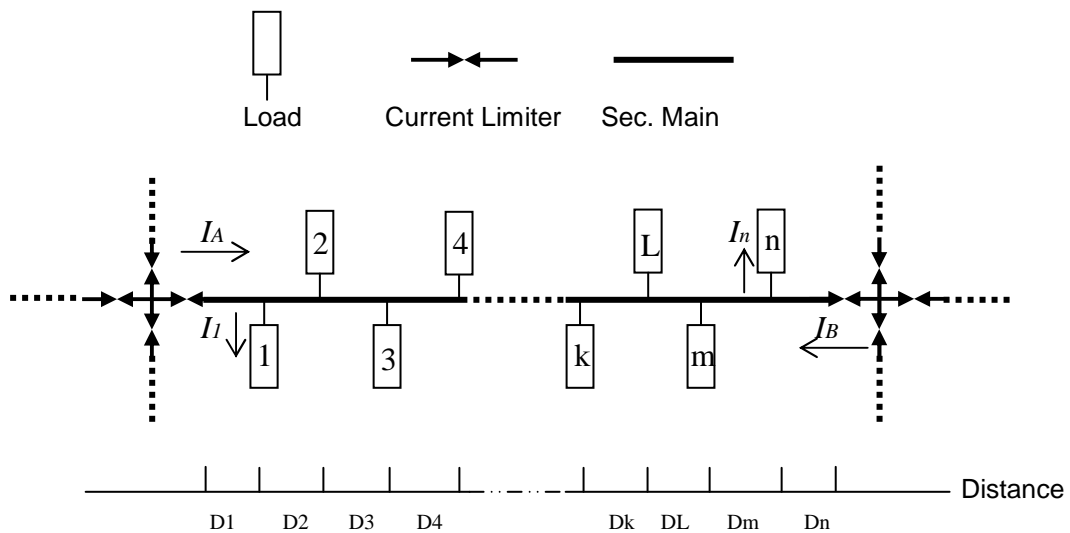 Load Current Limiter Sec. Main
IA 2 4 L In n
I1 1 3 k m IB
Distance
D1 D2 D3 D4 Dk DL Dm Dn